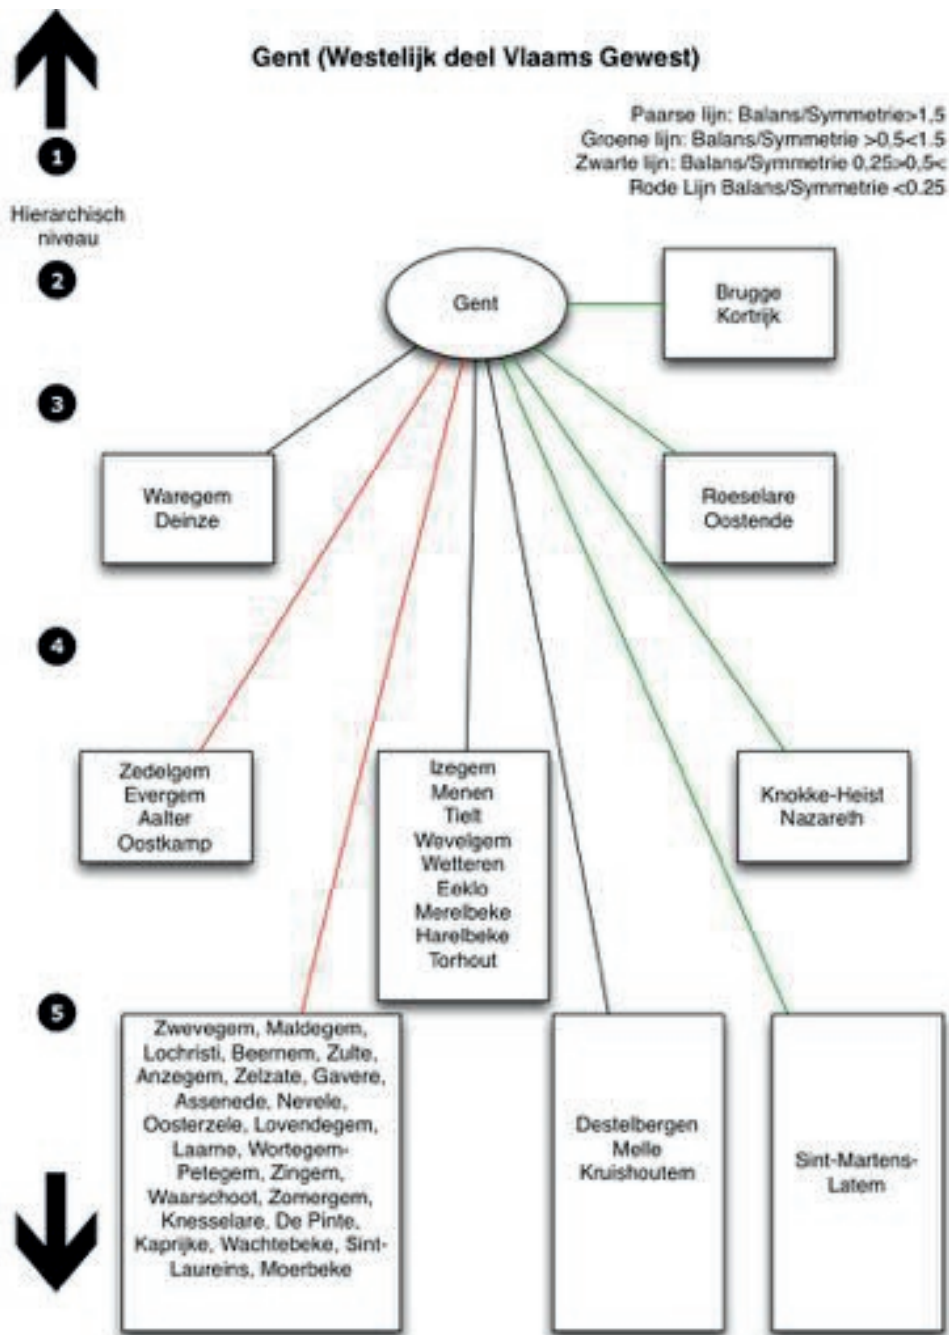 Gent (Westelijk deel Vlaams Gewest)
Paarse lijn: Balans/Symmetrie>1,5
Groene lijn: Balans/Symmetrie >0,5<1.5
Zwarte lijn: Balans/Symmetrie 0,25>0,5<
Rode Lijn Balans/Symmetrie <0.25
1
Hierarchisch
niveau
2
Gent
Brugge
Kortrijk
3
Waregem
Deinze
Roeselare
Oostende
4
Zedelgem
Evergem
Aalter
Oostkamp
Izegem
Menen
Tielt
Wevelgem
Wetteren
Eeklo
Merelbeke
Harelbeke
Torhout
Knokke-Heist
Nazareth
5
Zwevegem, Maldegem,
Lochristi, Beernem, Zulte,
Anzegem, Zelzate, Gavere,
Assenede, Nevele,
Oosterzele, Lovendegem,
Laarne, Wortegem-
Petegem, Zingem,
Waarschoot, Zomergem,
Knesselare, De Pinte,
Kaprijke, Wachtebeke, Sint-
Laureins, Moerbeke
Destelbergen
Melle
Kruishoutem
Sint-Martens-
Latem